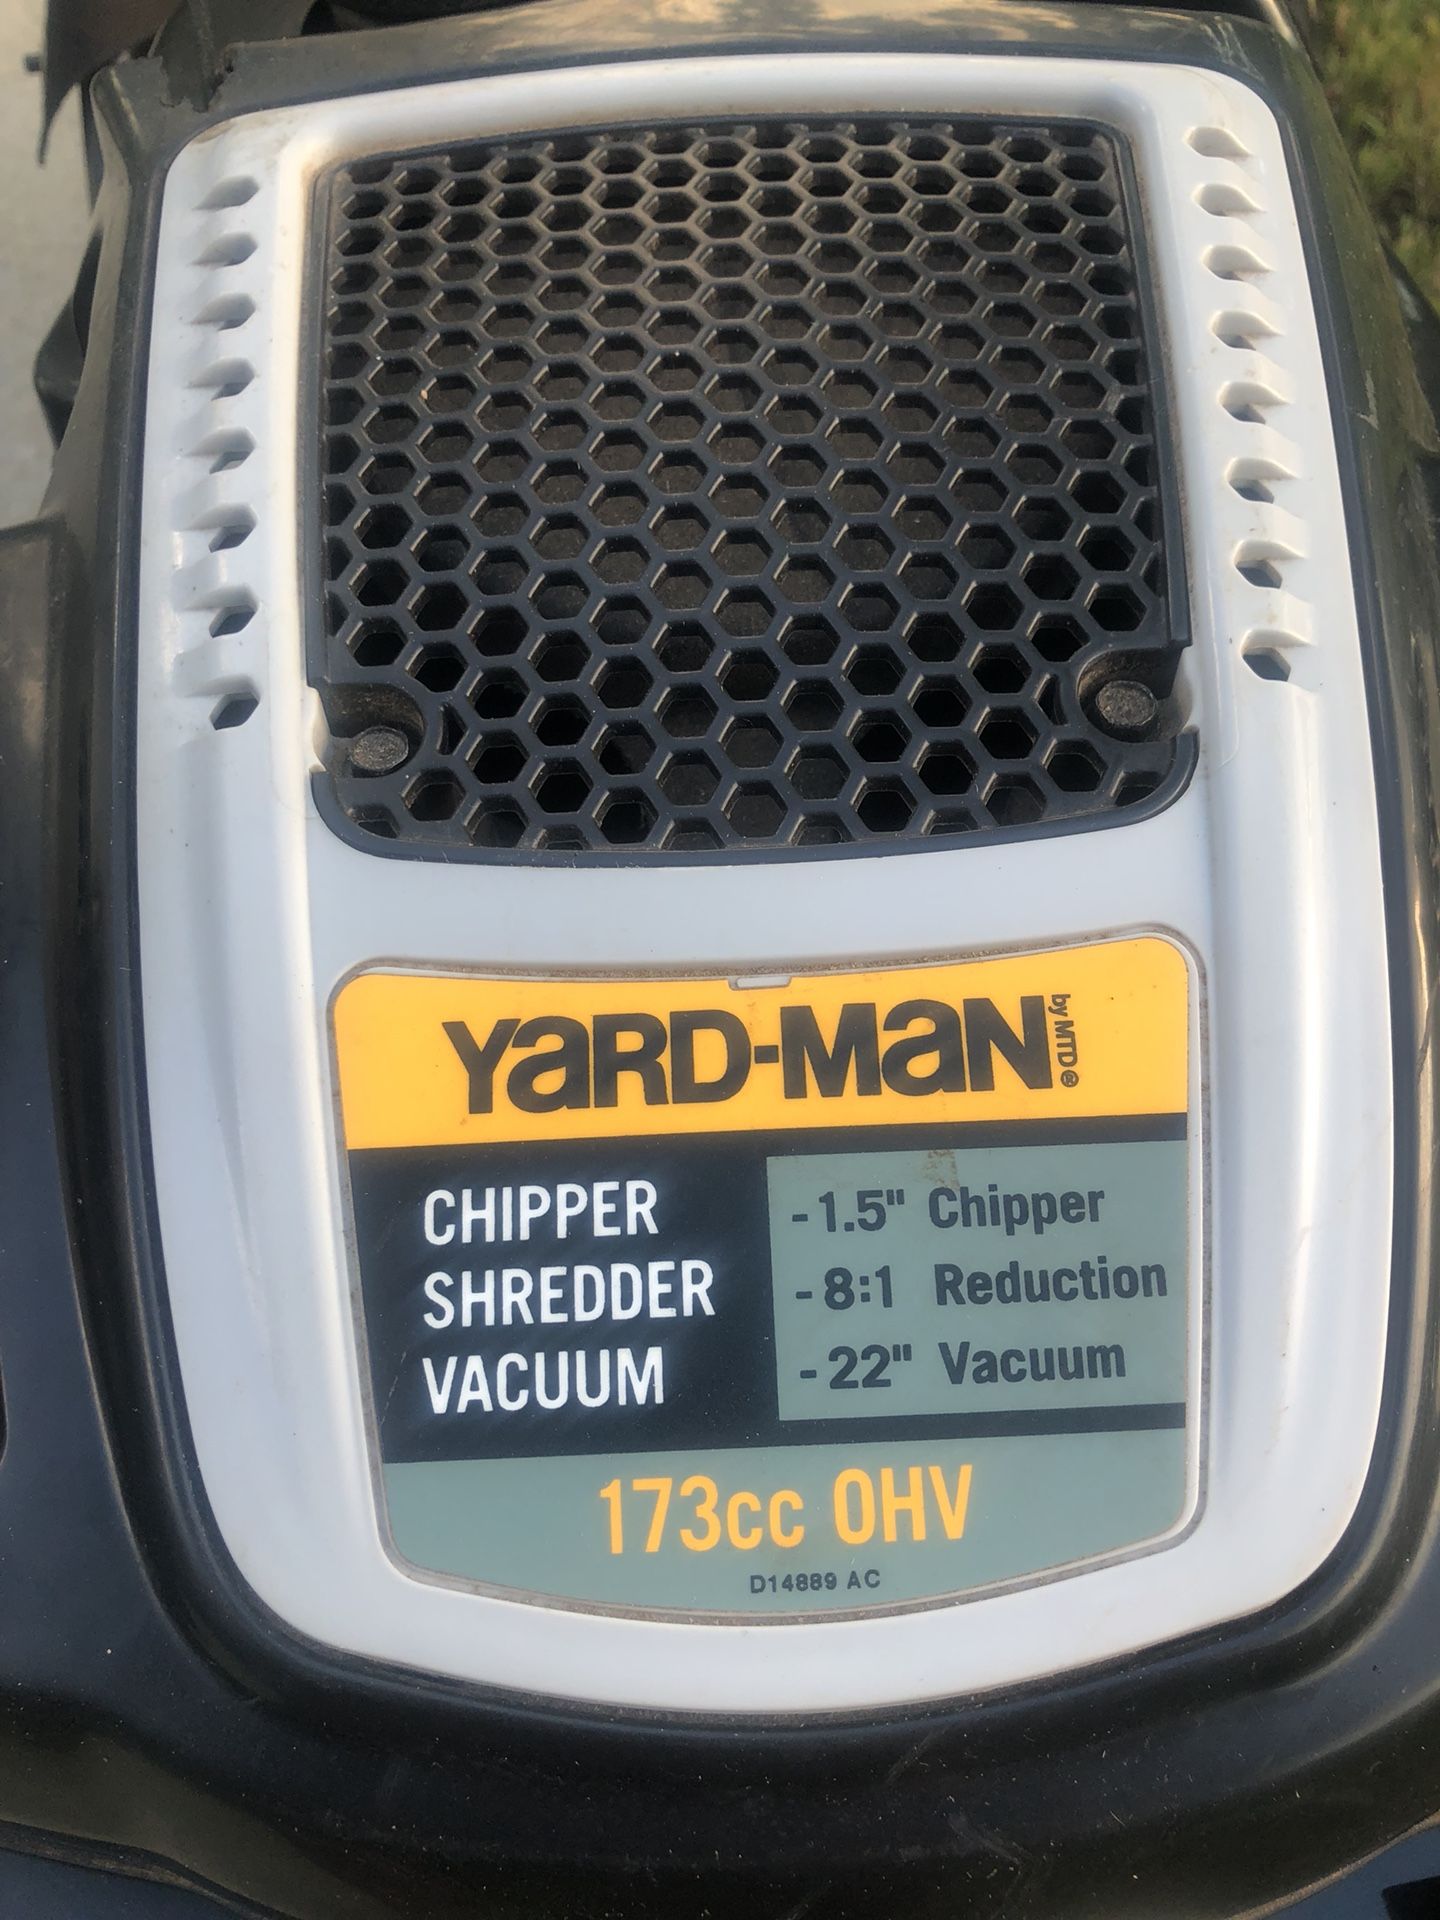 YARD-MAN by MTD®
CHIPPER
SHREDDER
VACUUM
- 1.5" Chipper
- 8:1 Reduction
- 22" Vacuum
173cc OHV
D14889 AC